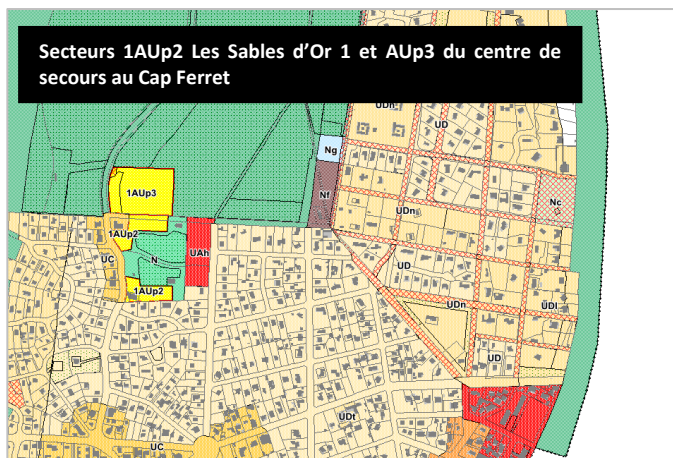 Secteurs 1AUp2 Les Sables d’Or 1 et AUp3 du centre de
secours au Cap Ferret
UDn
UD
Ng
1AUp3
Nf
Nc
UDn
1AUp2
UAh
UC
N
UD
1AUp2
UDn
UDl
UD
UDt
UC